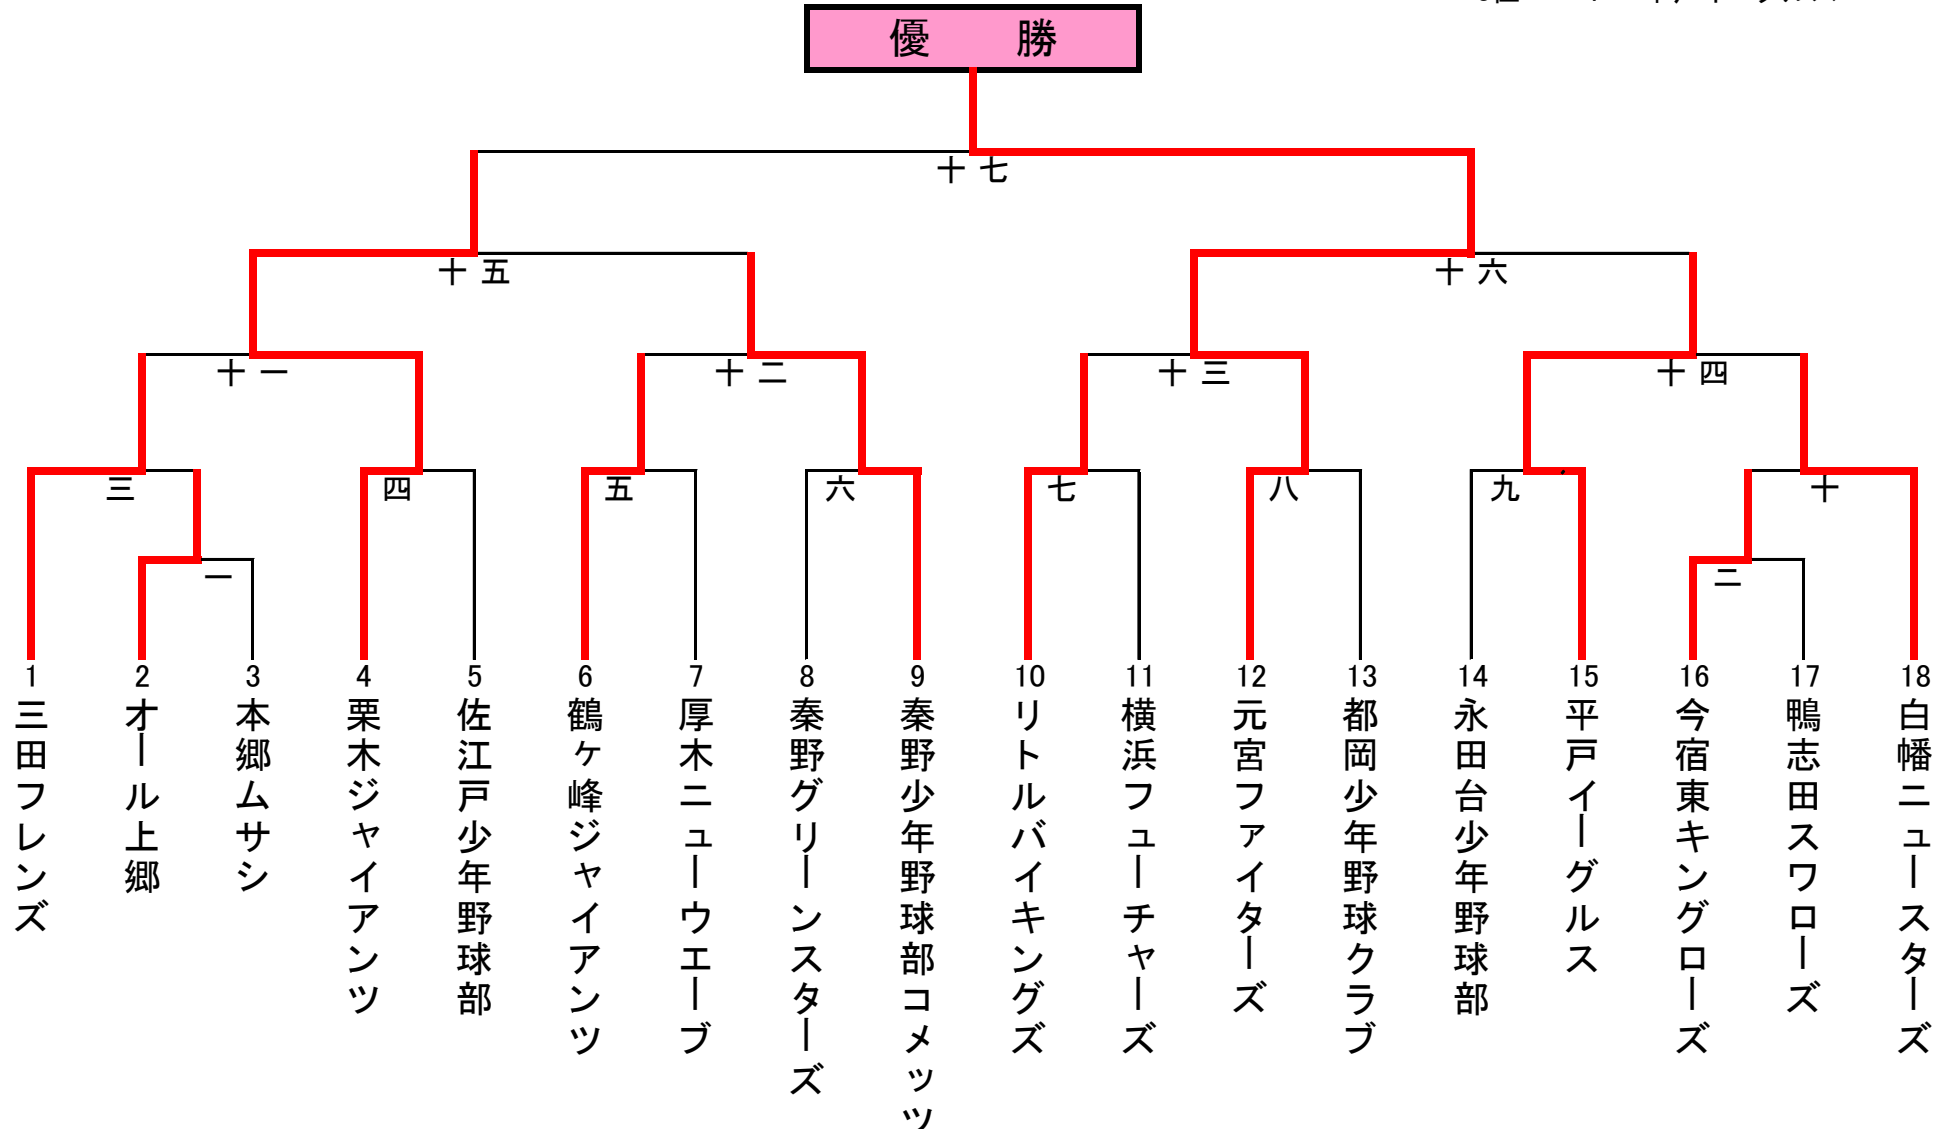 優 勝
十七
十五
十六
十一
十二
十三
十四
三
四
五
六
七
八
九
十
一
二
1 三田フレンズ
2 オール上郷
3 本郷ムサシ
4 栗木ジャイアンツ
5 佐江戸少年野球部
6 鶴ヶ峰ジャイアンツ
7 厚木ニューウエーブ
8 秦野グリーンスターズ
9 秦野少年野球部コメッツ
10 リトルバイキングズ
11 横浜フューチャーズ
12 元宮ファイターズ
13 都岡少年野球クラブ
14 永田台少年野球部
15 平戸イーグルス
16 今宿東キングローズ
17 鴨志田スワローズ
18 白幡ニュースターズ